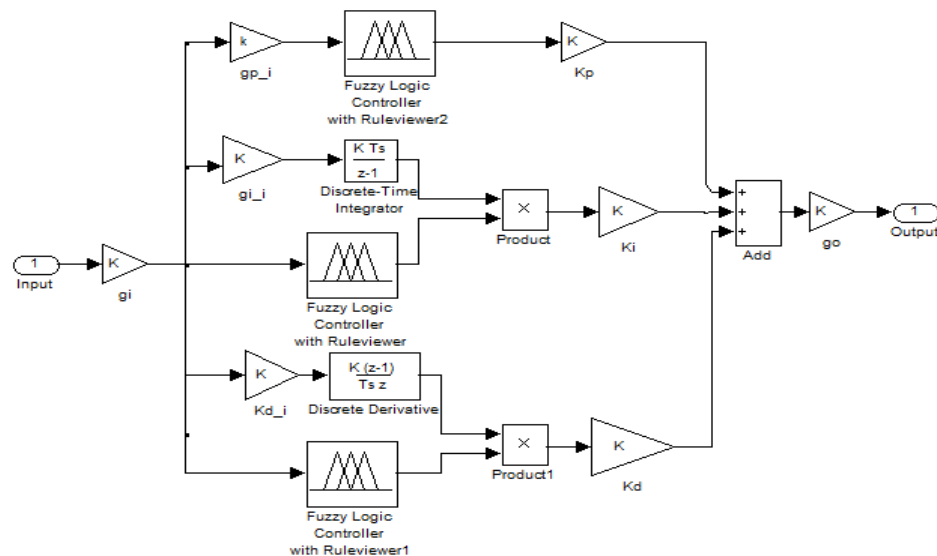 k
gp_i
Fuzzy Logic
Controller
with Ruleviewer2
K
Kp
K
gi_i
K Ts
z-1
Discrete-Time
Integrator
×
Product
K
Ki
+
+
+
Add
K
go
1
Output
1
Input
K
gi
Fuzzy Logic
Controller
with Ruleviewer
K
Kd_i
K (z-1)
Ts z
Discrete Derivative
×
Product1
K
Kd
Fuzzy Logic
Controller
with Ruleviewer1